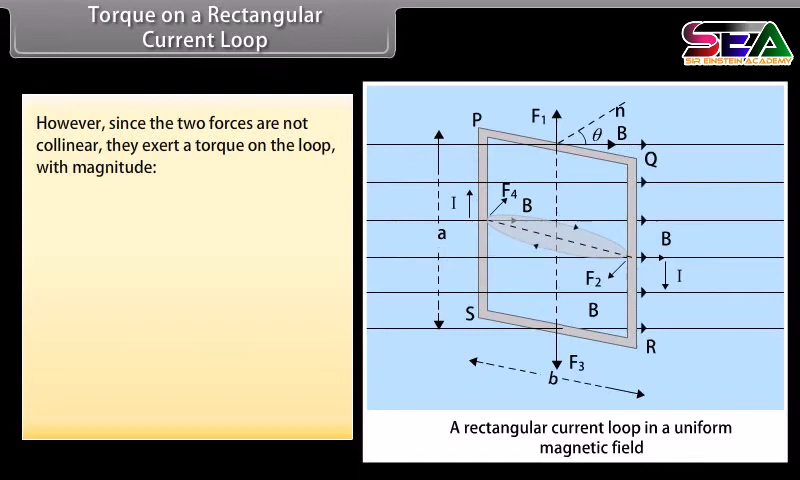 Torque on a Rectangular
Current Loop
SEA
SIR EINSTEIN ACADEMY
However, since the two forces are not
collinear, they exert a torque on the loop,
with magnitude:
P
F1
n
θ
B
Q
F4
I
B
a
B
F2
I
S
B
R
F3
b
A rectangular current loop in a uniform
magnetic field